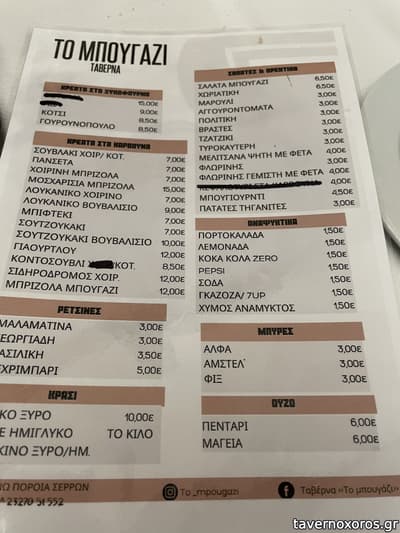 ΤΟ ΜΠΟΥΓΑΖΙ
ΤΑΒΕΡΝΑ
15,00€
ΚΟΤΣΙ 9,00€
ΓΟΥΡΟΥΝΟΠΟΥΛΟ 8,50€
8,50€
ΚΡΕΑΤΑ ΣΤΑ ΚΑΡΒΟΥΝΑ
ΣΟΥΒΛΑΚΙ ΧΟΙΡ/ ΚΟΤ. 7,00€
ΠΑΝΣΕΤΑ 7,00€
ΧΟΙΡΙΝΗ ΜΠΡΙΖΟΛΑ 7,00€
ΜΟΣΧΑΡΙΣΙΑ ΜΠΡΙΖΟΛΑ 15,00€
ΛΟΥΚΑΝΙΚΟ ΧΟΙΡΙΝΟ 7,00€
ΛΟΥΚΑΝΙΚΟ ΒΟΥΒΑΛΙΣΙΟ 9,00€
ΜΠΙΦΤΕΚΙ 7,00€
ΣΟΥΤΖΟΥΚΑΚΙ 7,00€
ΣΟΥΤΖΟΥΚΑΚΙ ΒΟΥΒΑΛΙΣΙΟ 10,00€
ΓΙΑΟΥΡΤΛΟΥ 12,00€
ΚΟΝΤΟΣΟΥΒΛΙ ΚΟΤ. 8,50€
ΣΙΔΗΡΟΔΡΟΜΟΣ ΧΟΙΡ. 12,00€
ΜΠΡΙΖΟΛΑ ΜΠΟΥΓΑΖΙ 12,00€
ΡΕΤΣΙΝΕΣ
ΜΑΛΑΜΑΤΙΝΑ 3,00€
ΕΩΡΓΙΑΔΗ 3,00€
ΑΣΙΛΙΚΗ 3,50€
ΕΧΡΙΜΠΑΡΙ 5,00€
ΚΡΑΣΙ
ΚΟ ΞΥΡΟ 10,00€
Ε ΗΜΙΓΛΥΚΟ ΤΟ ΚΙΛΟ
ΚΙΝΟ ΞΥΡΟ/ΗΜ.
ΣΑΛΑΤΕΣ & ΟΡΕΚΤΙΚΑ
ΣΑΛΑΤΑ ΜΠΟΥΓΑΖΙ 6,50€
ΧΩΡΙΑΤΙΚΗ 6,50€
ΜΑΡΟΥΛΙ 3,00€
ΑΓΓΟΥΡΟΝΤΟΜΑΤΑ 3,00€
ΠΟΛΙΤΙΚΗ 3,00€
ΒΡΑΣΤΕΣ 3,00€
ΤΖΑΤΖΙΚΙ 3,00€
ΤΥΡΟΚΑΥΤΕΡΗ 3,00€
ΜΕΛΙΤΣΑΝΑ ΨΗΤΗ ΜΕ ΦΕΤΑ 4,00€
ΦΛΩΡΙΝΗΣ 3,00€
ΦΛΩΡΙΝΗΣ ΓΕΜΙΣΤΗ ΜΕ ΦΕΤΑ 4,00€
4,00€
ΜΠΟΥΓΙΟΥΡΝΤΙ 4,50€
ΠΑΤΑΤΕΣ ΤΗΓΑΝΙΤΕΣ 3,00€
ΑΝΑΨΥΚΤΙΚΑ
ΠΟΡΤΟΚΑΛΑΔΑ 1,50€
ΛΕΜΟΝΑΔΑ 1,50€
ΚΟΚΑ ΚΟΛΑ ZERO 1,50€
PEPSI 1,50€
ΣΟΔΑ 1,50€
ΓΚΑΖΟΖΑ/ 7UP 1,50€
ΧΥΜΟΣ ΑΝΑΜΥΚΤΟΣ 1,50€
ΜΠΥΡΕΣ
ΑΛΦΑ 3,00€
ΑΜΣΤΕΛ 3,00€
ΦΙΞ 3,00€
ΟΥΖΟ
ΠΕΝΤΑΡΙ 6,00€
ΜΑΓΕΙΑ 6,00€
ΝΩ ΠΟΡΟΙΑ ΣΕΡΡΩΝ
23270 51 552
To _mpougazi
Ταβέρνα «Το μπουγάζι»
tavernoxoros.gr